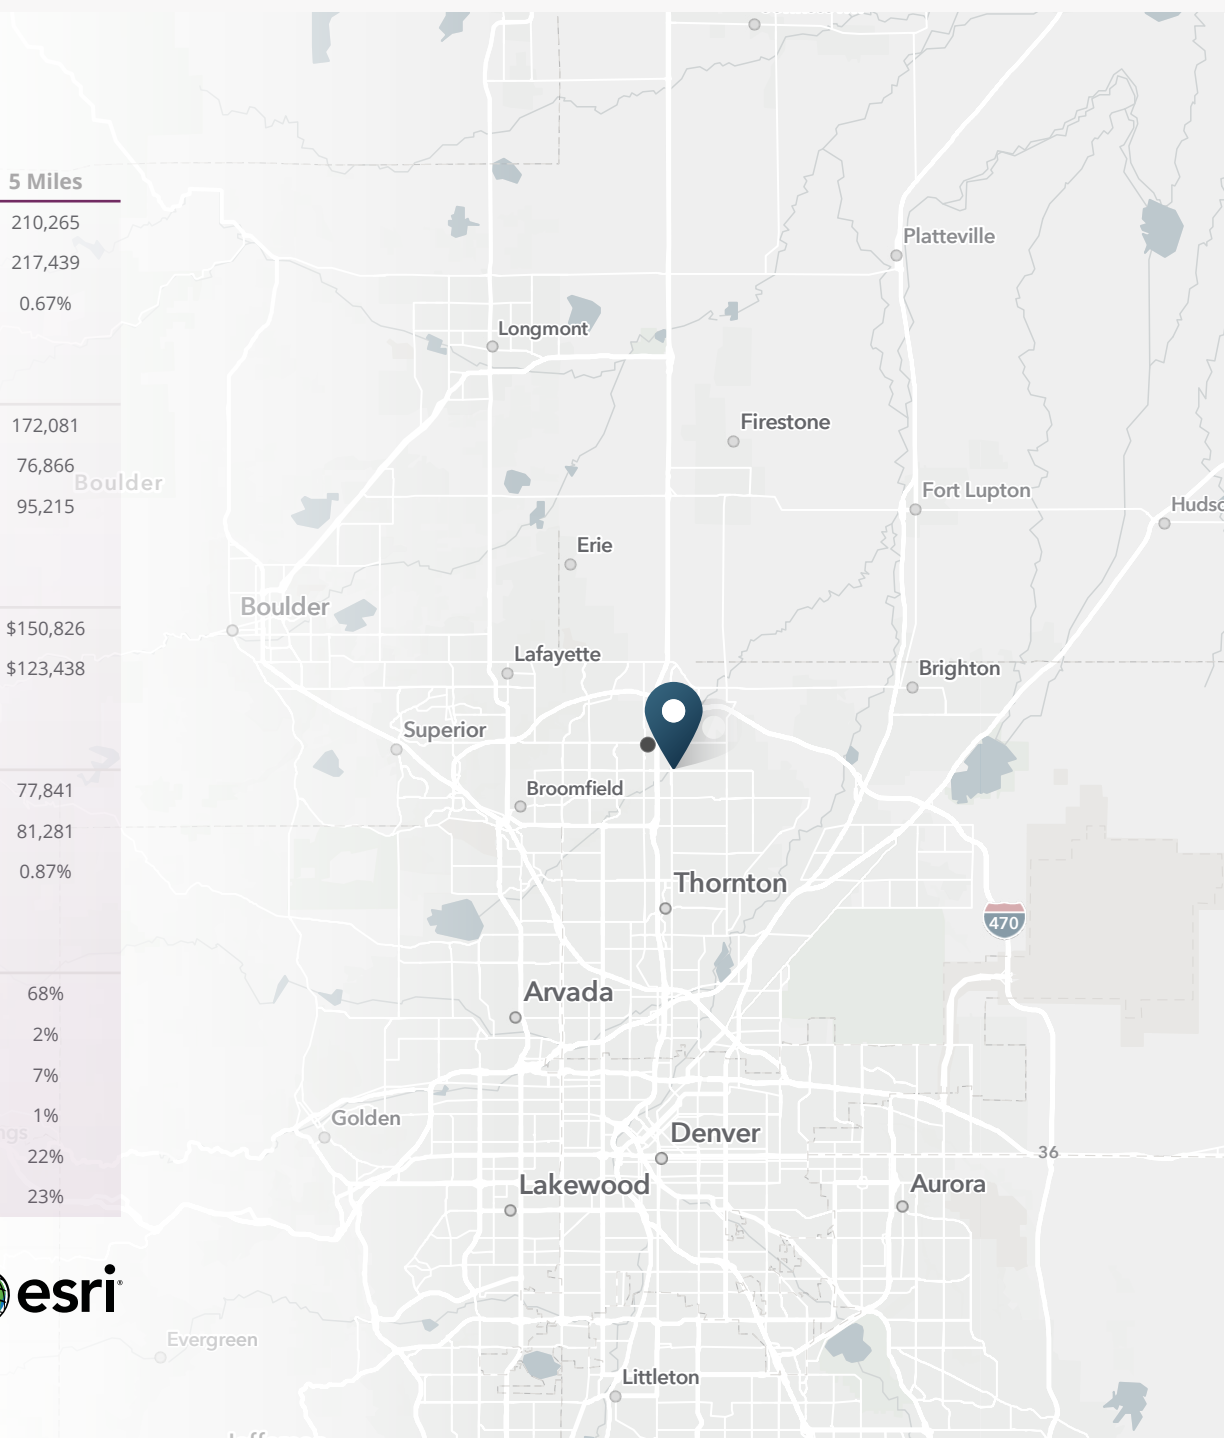 5 Miles
210,265
217,439
0.67%
172,081
76,866
95,215
$150,826
$123,438
77,841
81,281
0.87%
68%
2%
7%
1%
22%
23%
esri
Platteville
Longmont
Firestone
Boulder
Fort Lupton
Erie
Boulder
Lafayette
Brighton
Superior
Broomfield
Thornton
470
Arvada
Golden
Denver
36
Lakewood
Aurora
Evergreen
Littleton